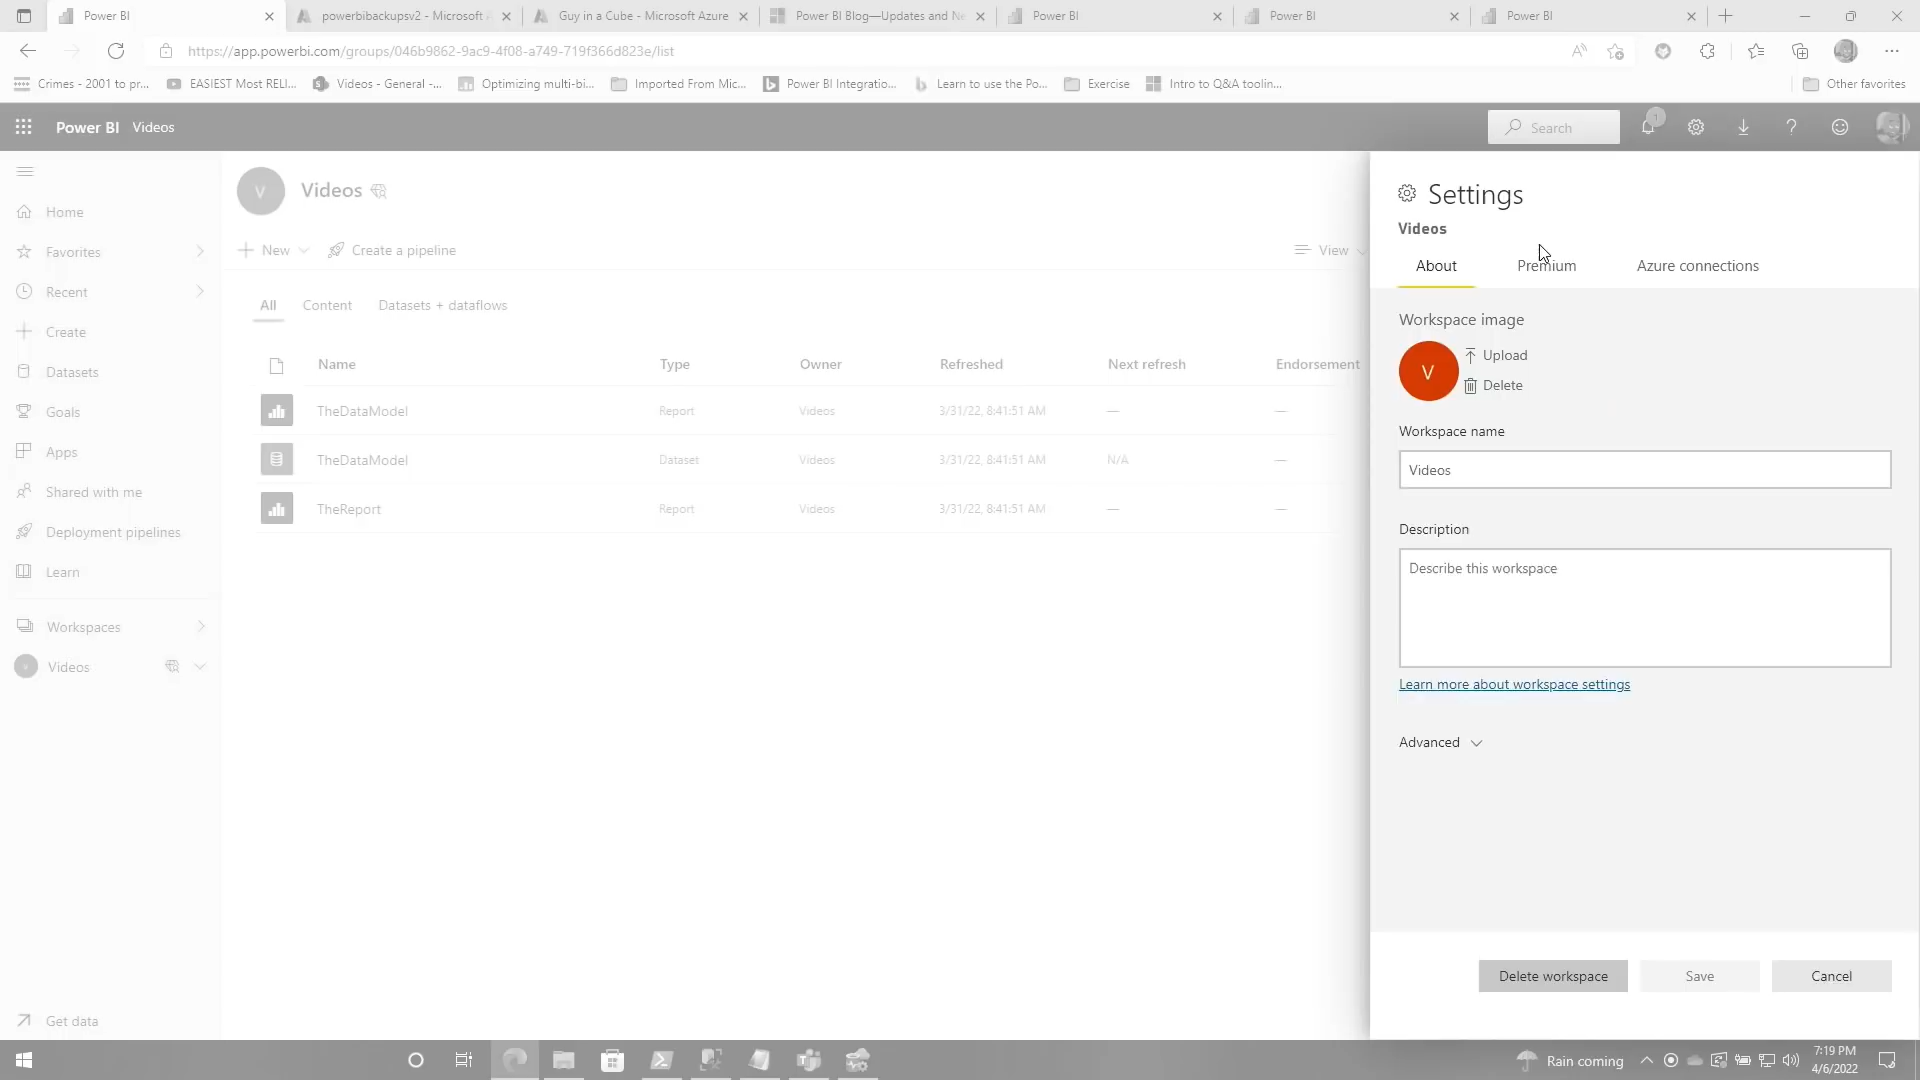 Power BI
powerbibackupsv2 - Microsoft A
Guy in a Cube - Microsoft Azure
Power BI Blog—Updates and Ne
Power BI
Power BI
Power BI
https://app.powerbi.com/groups/046b9862-9ac9-4f08-a749-719f366d823e/list
Crimes - 2001 to pr...
EASIEST Most RELI...
Videos - General -...
Optimizing multi-bi...
Imported From Mic...
Power BI Integratio...
Learn to use the Po...
Exercise
Intro to Q&A toolin...
Other favorites
Power BI Videos
Search
1
Home
Favorites
Recent
Create
Datasets
Goals
Apps
Shared with me
Deployment pipelines
Learn
Workspaces
Videos
Get data
V
Videos
New
Create a pipeline
View
All
Content
Datasets + dataflows
Name Type Owner Refreshed Next refresh Endorsement
TheDataModel Report Videos 3/31/22, 8:41:51 AM — —
TheDataModel Dataset Videos 3/31/22, 8:41:51 AM N/A —
TheReport Report Videos 3/31/22, 8:41:51 AM — —
Settings
Videos
About
Premium
Azure connections
Workspace image
V
Upload
Delete
Workspace name
Videos
Description
Describe this workspace
Learn more about workspace settings
Advanced
Delete workspace
Save
Cancel
Rain coming
7:19 PM
4/6/2022